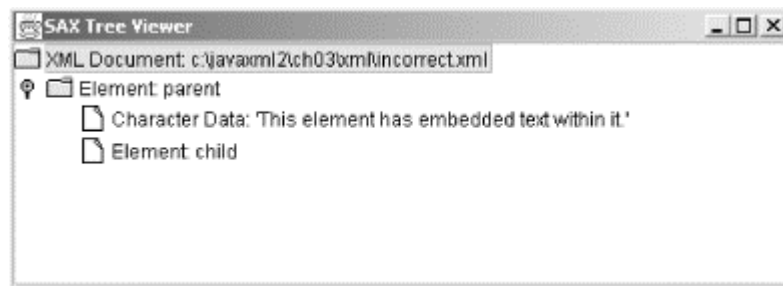 SAX Tree Viewer
XML Document: c:\javaxml2\ch03\xml\incorrect.xml
Element: parent
Character Data: 'This element has embedded text within it.'
Element: child